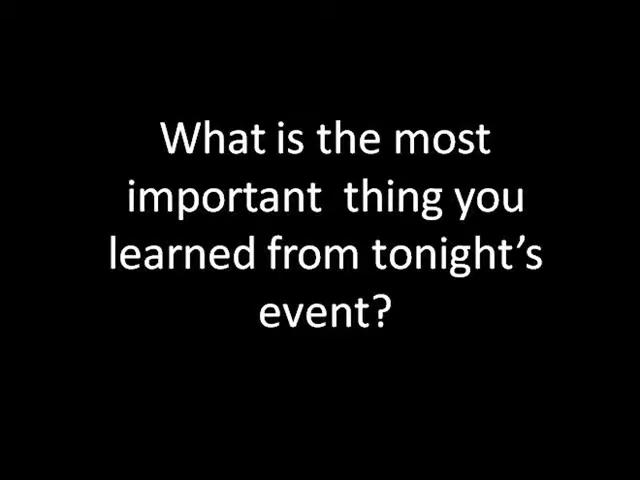 What is the most
important  thing you
learned from tonight’s
event?